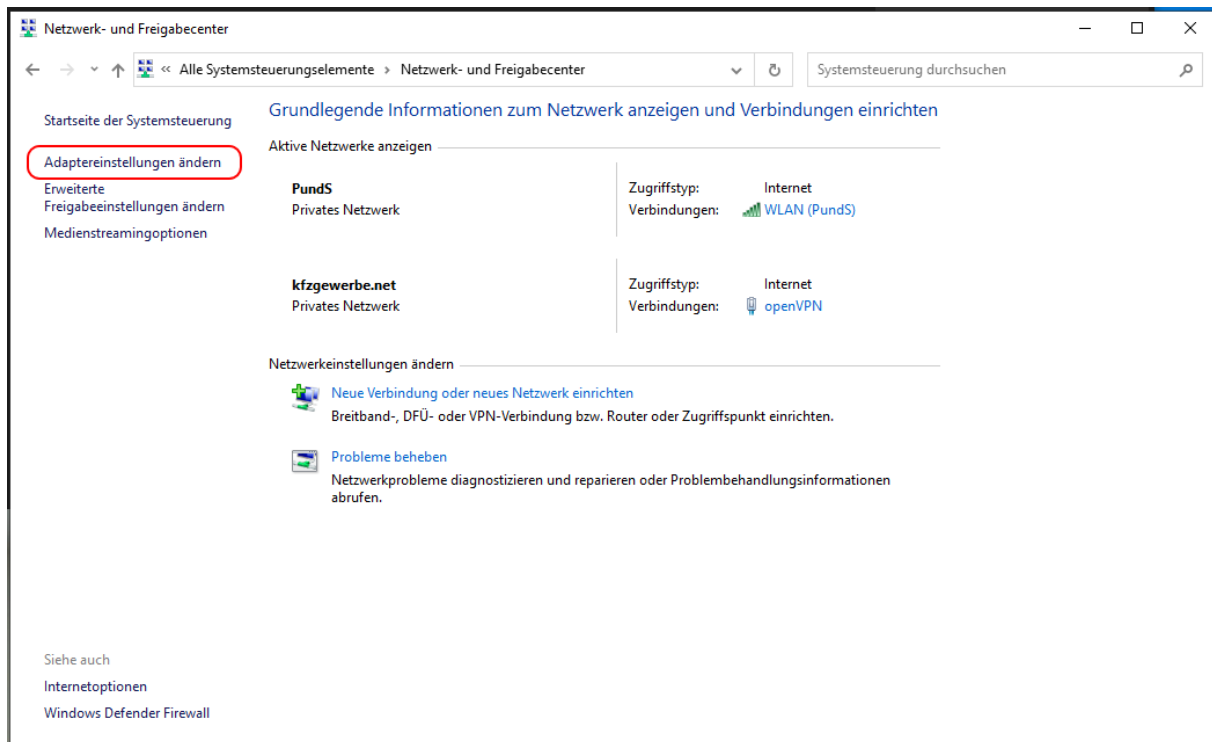 Netzwerk- und Freigabecenter
« Alle Systemsteuerungselemente › Netzwerk- und Freigabecenter
Systemsteuerung durchsuchen
Startseite der Systemsteuerung
Adaptereinstellungen ändern
Erweiterte
Freigabeeinstellungen ändern
Medienstreamingoptionen
Grundlegende Informationen zum Netzwerk anzeigen und Verbindungen einrichten
Aktive Netzwerke anzeigen
PundS
Privates Netzwerk
Zugriffstyp: Internet
Verbindungen: WLAN (PundS)
kfzgewerbe.net
Privates Netzwerk
Zugriffstyp: Internet
Verbindungen: openVPN
Netzwerkeinstellungen ändern
Neue Verbindung oder neues Netzwerk einrichten
Breitband-, DFÜ- oder VPN-Verbindung bzw. Router oder Zugriffspunkt einrichten.
Probleme beheben
Netzwerkprobleme diagnostizieren und reparieren oder Problembehandlungsinformationen
abrufen.
Siehe auch
Internetoptionen
Windows Defender Firewall